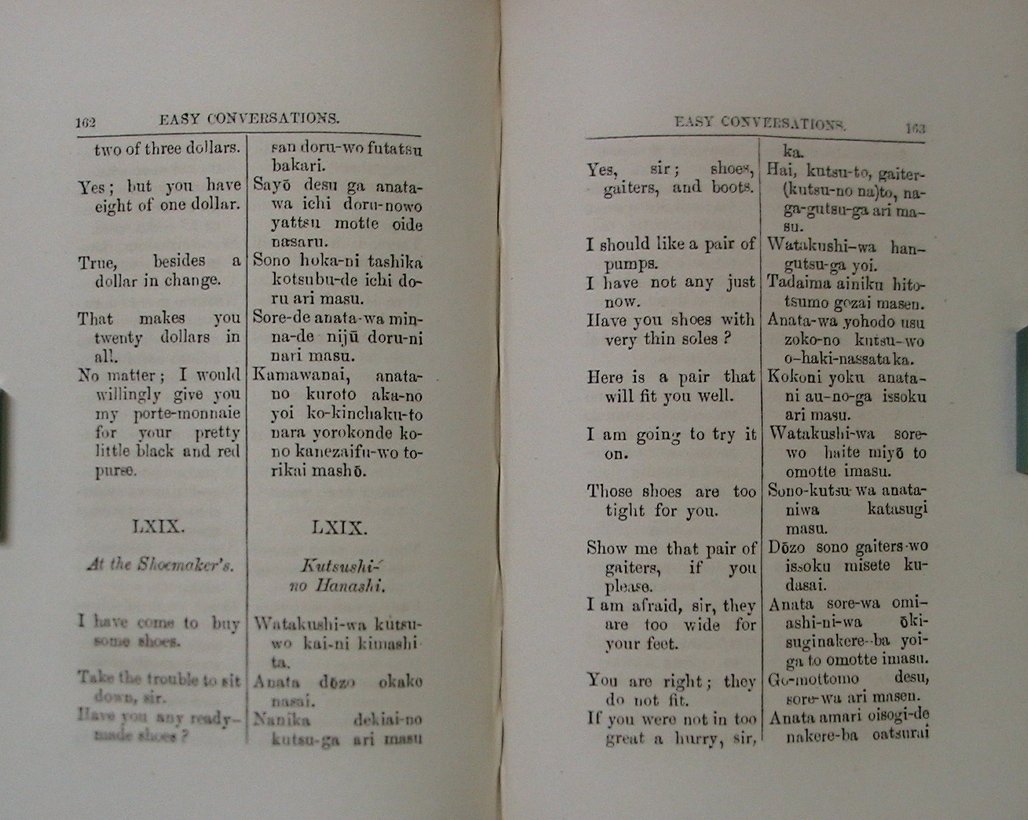 162
EASY CONVERSATIONS.
two of three dollars.
Yes; but you have
eight of one dollar.
True, besides a
dollar in change.
That makes you
twenty dollars in
all.
No matter; I would
willingly give you
my porte-monnaie
for your pretty
little black and red
purse.
LXIX.
At the Shoemaker's.
I have come to buy
some shoes.
Take the trouble to sit
down, sir.
Have you any ready-
made shoes?
san doru-wo futatsu
bakari.
Sayō desu ga anata-
wa ichi doru-nowo
yattsu motte oide
nasaru.
Sono hoka-ni tashika
kotsubu-de ichi do-
ru ari masu.
Sore-de anata-wa min-
na-de nijū doru-ni
nari masu.
Kamawanai, anata-
no kuroto aka-no
yoi ko-kinchaku-to
nara yorokonde ko-
no kanezaifu-wo to-
rikai mashō.
LXIX.
Kutsushi-
no Hanashi.
Watakushi-wa kutsu-
wo kai-ni kimashi
ta.
Anata dōzo okake
nasai.
Nanika dekiai-no
kutsu-ga ari masu
EASY CONVERSATIONS.
163
Yes, sir; shoes,
gaiters, and boots.
I should like a pair of
pumps.
I have not any just
now.
Have you shoes with
very thin soles?
Here is a pair that
will fit you well.
I am going to try it
on.
Those shoes are too
tight for you.
Show me that pair of
gaiters, if you
please.
I am afraid, sir, they
are too wide for
your feet.
You are right; they
do not fit.
If you were not in too
great a hurry, sir,
ka.
Hai, kutsu-to, gaiter-
(kutsu-no na)to, na-
ga-gutsu-ga ari ma-
su.
Watakushi-wa han-
gutsu-ga yoi.
Tadaima ainiku hito-
tsumo gozai masen.
Anata-wa yohodo usu
zoko-no kutsu-wo
o-haki-nassataka.
Kokoni yoku anata-
ni au-no-ga issoku
ari masu.
Watakushi-wa sore-
wo haite miyō to
omotte imasu.
Sono-kutsu-wa anata-
niwa katasugi
masu.
Dōzo sono gaiters-wo
issoku misete ku-
dasai.
Anata sore-wa omi-
ashi-ni-wa ōki-
suginakere-ba yoi-
ga to omotte imasu.
Go-mottomo desu,
sore-wa ari masen.
Anata amari oisogi-de
nakere-ba oatsurai